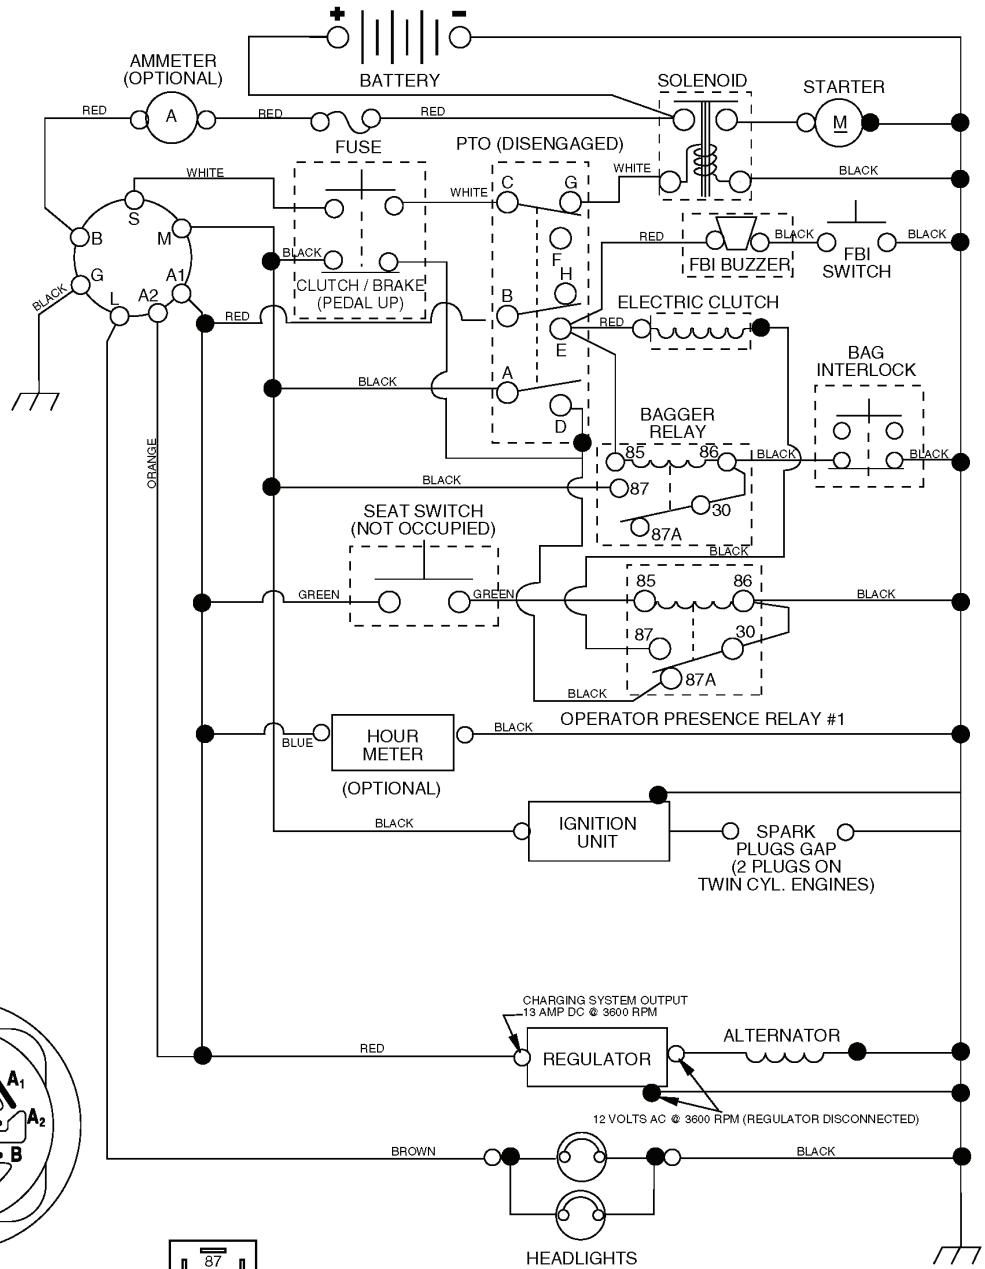 + -
BATTERY
AMMETER
(OPTIONAL)
SOLENOID
STARTER
RED
A
RED
RED
M
FUSE
PTO (DISENGAGED)
WHITE
WHITE
WHITE
BLACK
C
G
S
B
M
RED
BLACK
BLACK
F
FBI BUZZER
FBI
SWITCH
BLACK
G
A1
CLUTCH / BRAKE
(PEDAL UP)
H
BLACK
L
A2
B
ELECTRIC CLUTCH
RED
RED
E
BAG
INTERLOCK
A
BLACK
D
BAGGER
RELAY
ORANGE
85
86
BLACK
BLACK
BLACK
87
30
87A
SEAT SWITCH
(NOT OCCUPIED)
BLACK
85
86
GREEN
GREEN
BLACK
87
30
87A
BLACK
OPERATOR PRESENCE RELAY #1
BLUE
HOUR
METER
BLACK
(OPTIONAL)
BLACK
IGNITION
UNIT
SPARK
PLUGS GAP
(2 PLUGS ON
TWIN CYL. ENGINES)
CHARGING SYSTEM OUTPUT
13 AMP DC @ 3600 RPM
RED
REGULATOR
ALTERNATOR
A1
A2
B
12 VOLTS AC @ 3600 RPM (REGULATOR DISCONNECTED)
BROWN
BLACK
HEADLIGHTS
87